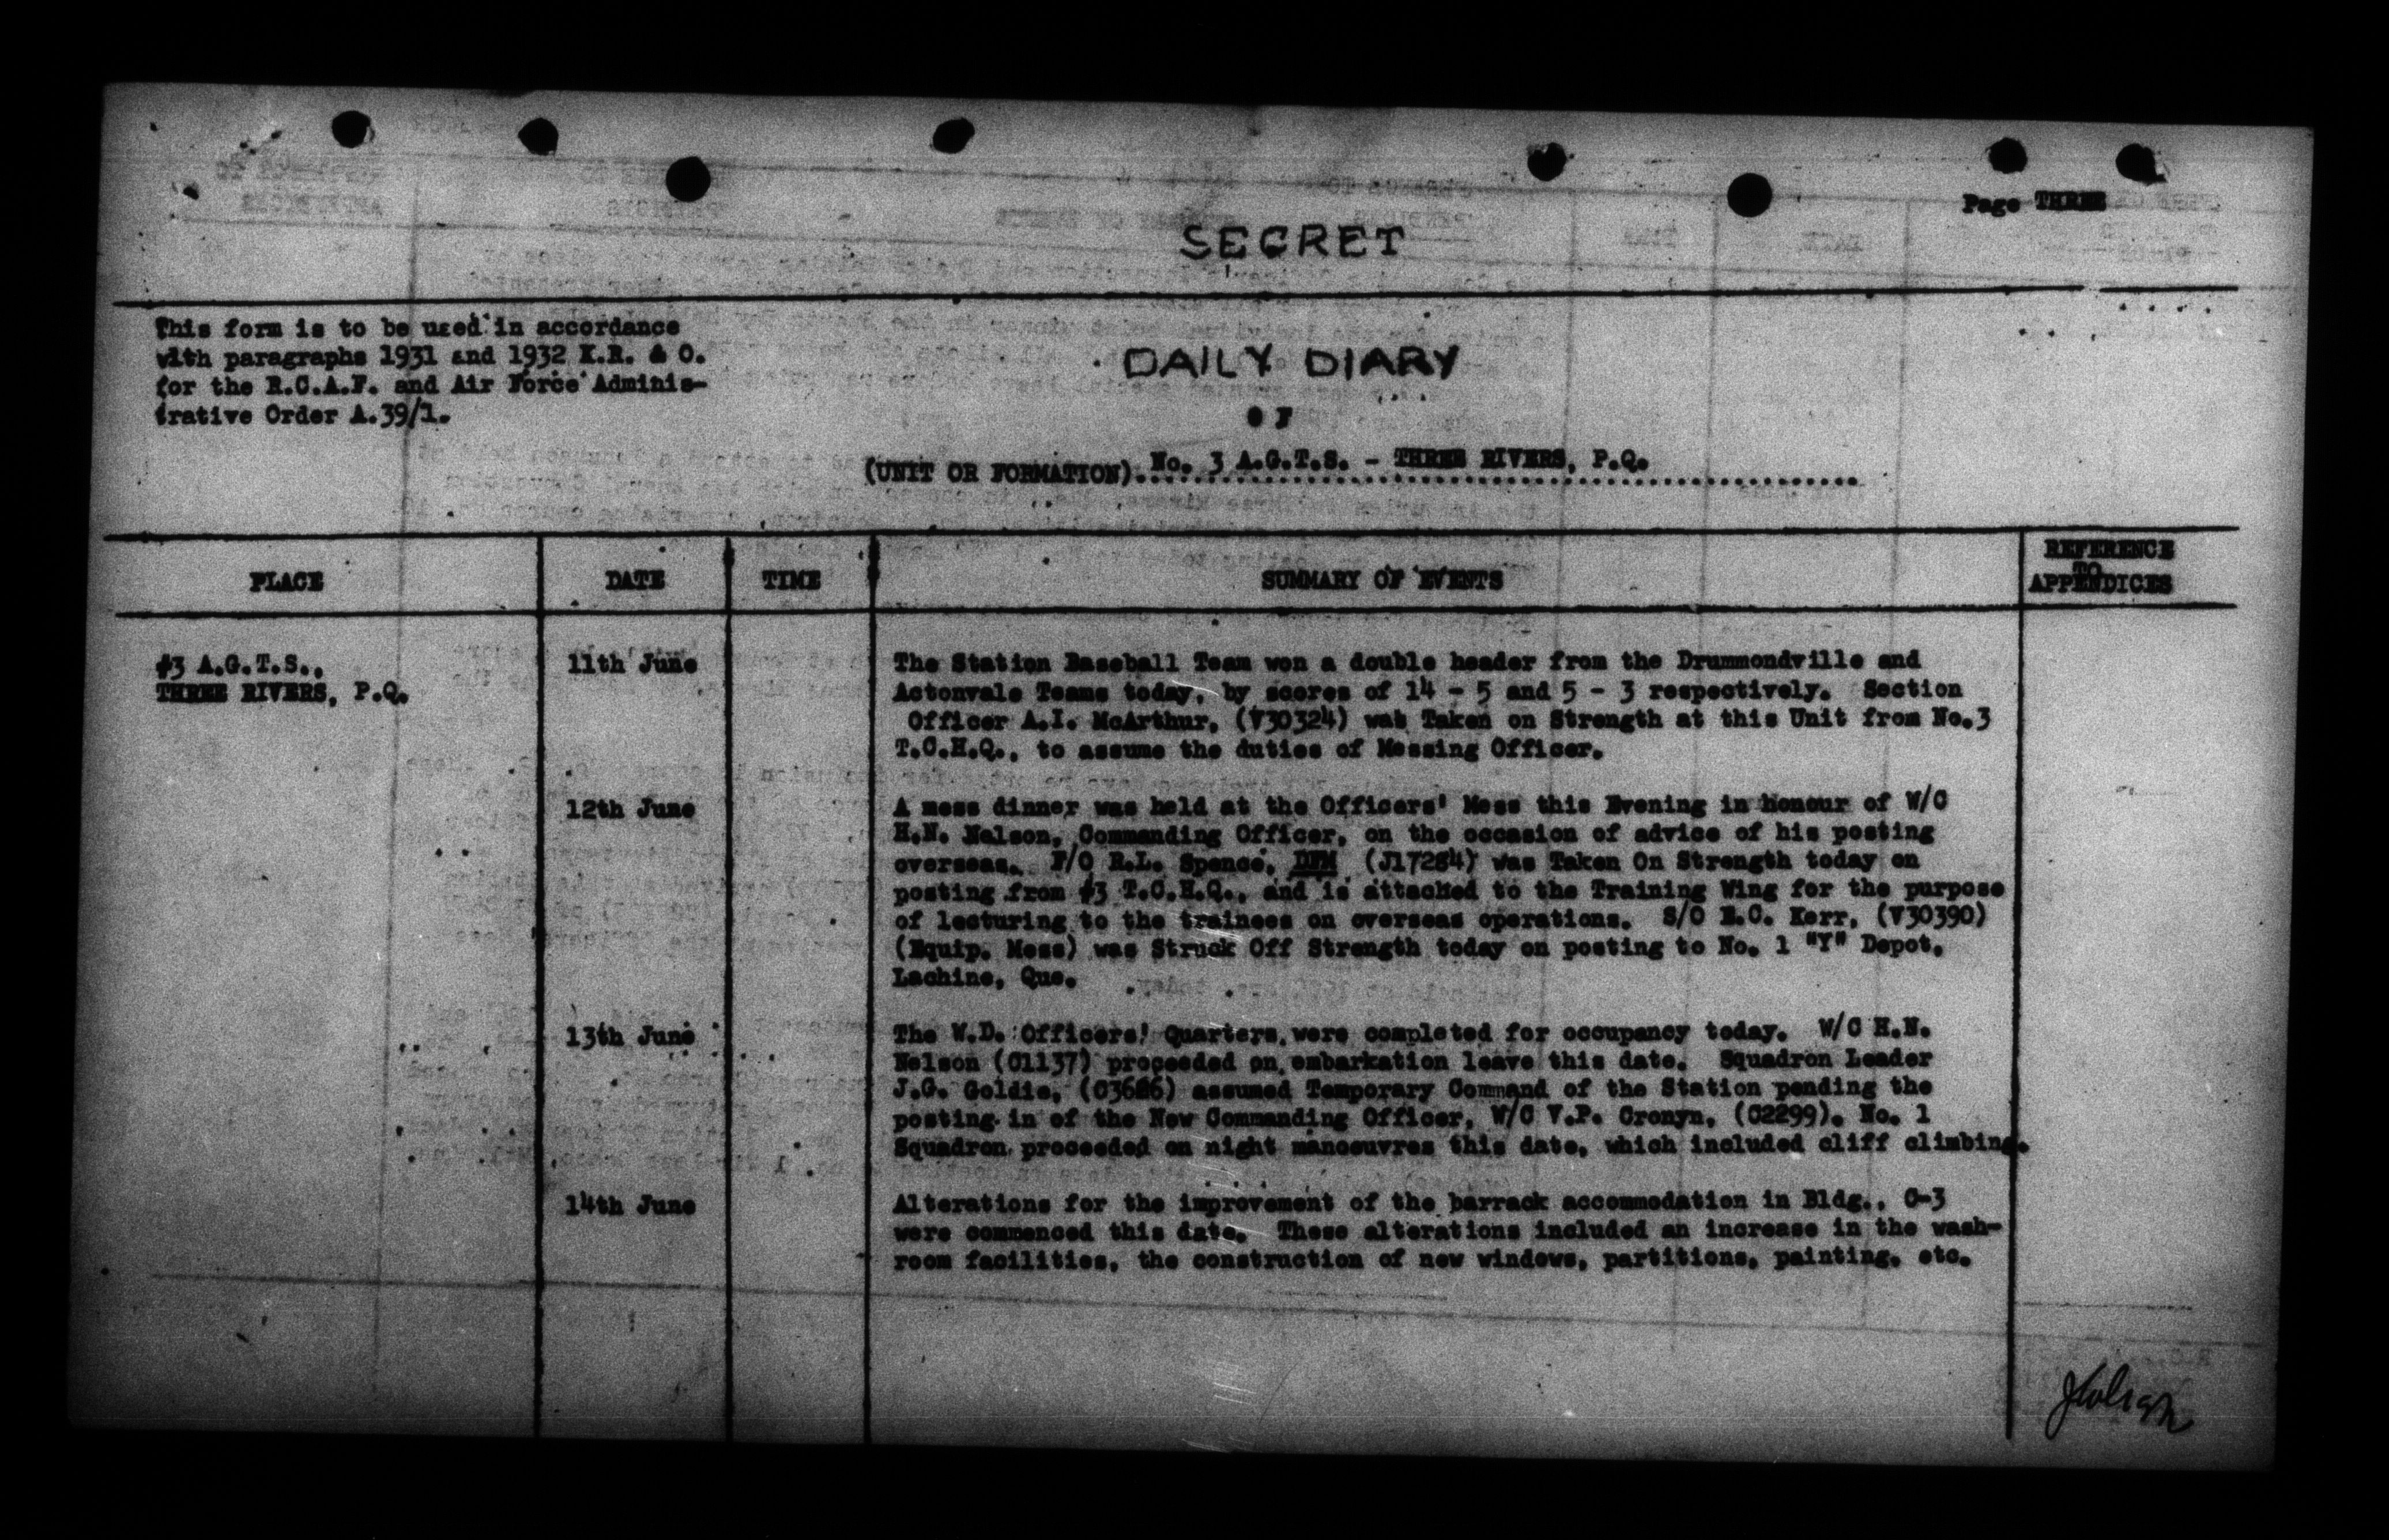 Page THREE
SECRET
This form is to be used in accordance
with paragraphs 1931 and 1932 K.R. & O.
for the R.C.A.F. and Air Force Adminis-
trative Order A.39/1.
DAILY DIARY
OF
(UNIT OR FORMATION) No. 3 A.G.T.S. - THREE RIVERS, P.Q.
PLACE DATE TIME SUMMARY OF EVENTS REFERENCE TO APPENDICES
#3 A.G.T.S.,
THREE RIVERS, P.Q.
11th June
The Station Baseball Team won a double header from the Drummondville and
Actonvale Teams today, by scores of 14 - 5 and 5 - 3 respectively. Section
Officer A.I. McArthur, (V30324) was Taken on Strength at this Unit from No.3
T.C.H.Q., to assume the duties of Messing Officer.
12th June
A mess dinner was held at the Officers' Mess this Evening in honour of W/C
H.N. Nelson, Commanding Officer, on the occasion of advice of his posting
overseas. F/O R.L. Spence, DFM (J17284) was Taken On Strength today on
posting from #3 T.C.H.Q., and is attached to the Training Wing for the purpose
of lecturing to the trainees on overseas operations. S/O E.C. Kerr, (V30390)
(Equip. Mess) was Struck Off Strength today on posting to No. 1 "Y" Depot,
Lachine, Que.
13th June
The W.D. Officers' Quarters were completed for occupancy today. W/C H.N.
Nelson (C1137) proceeded on embarkation leave this date. Squadron Leader
J.G. Goldie, assumed Temporary Command of the Station pending the
posting in of the New Commanding Officer, W/C V.P. Cronyn, (C2299). No. 1
Squadron proceeded on night manoeuvres this date, which included cliff climbing.
14th June
Alterations for the improvement of the barrack accommodation in Bldg., C-3
were commenced this date. These alterations included an increase in the wash-
room facilities, the construction of new windows, partitions, painting, etc.